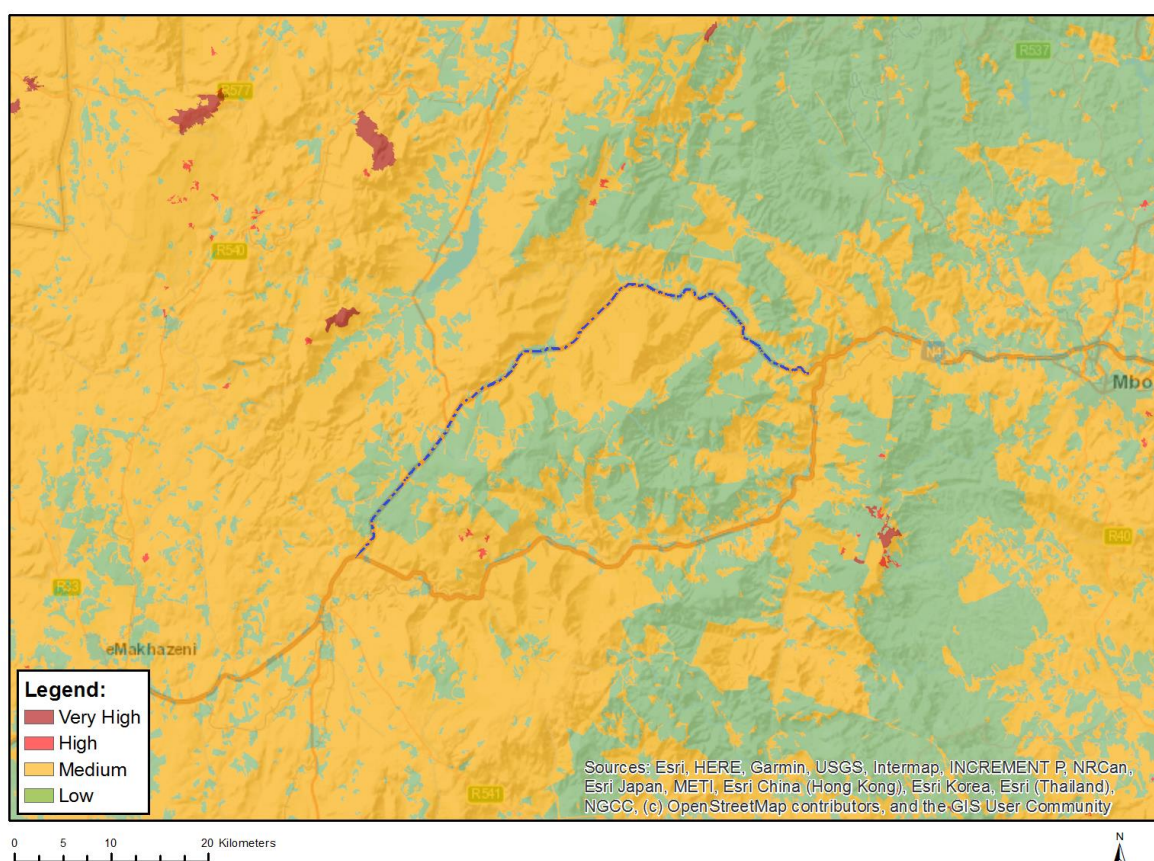 R537
R577
R540
N4
Mbo
R40
R53
eMakhazeni
Legend:
Very High
High
Medium
Low
R541
Sources: Esri, HERE, Garmin, USGS, Intermap, INCREMENT P, NRCan,
Esri Japan, METI, Esri China (Hong Kong), Esri Korea, Esri (Thailand),
NGCC, (c) OpenStreetMap contributors, and the GIS User Community
0 5 10 20 Kilometers
N